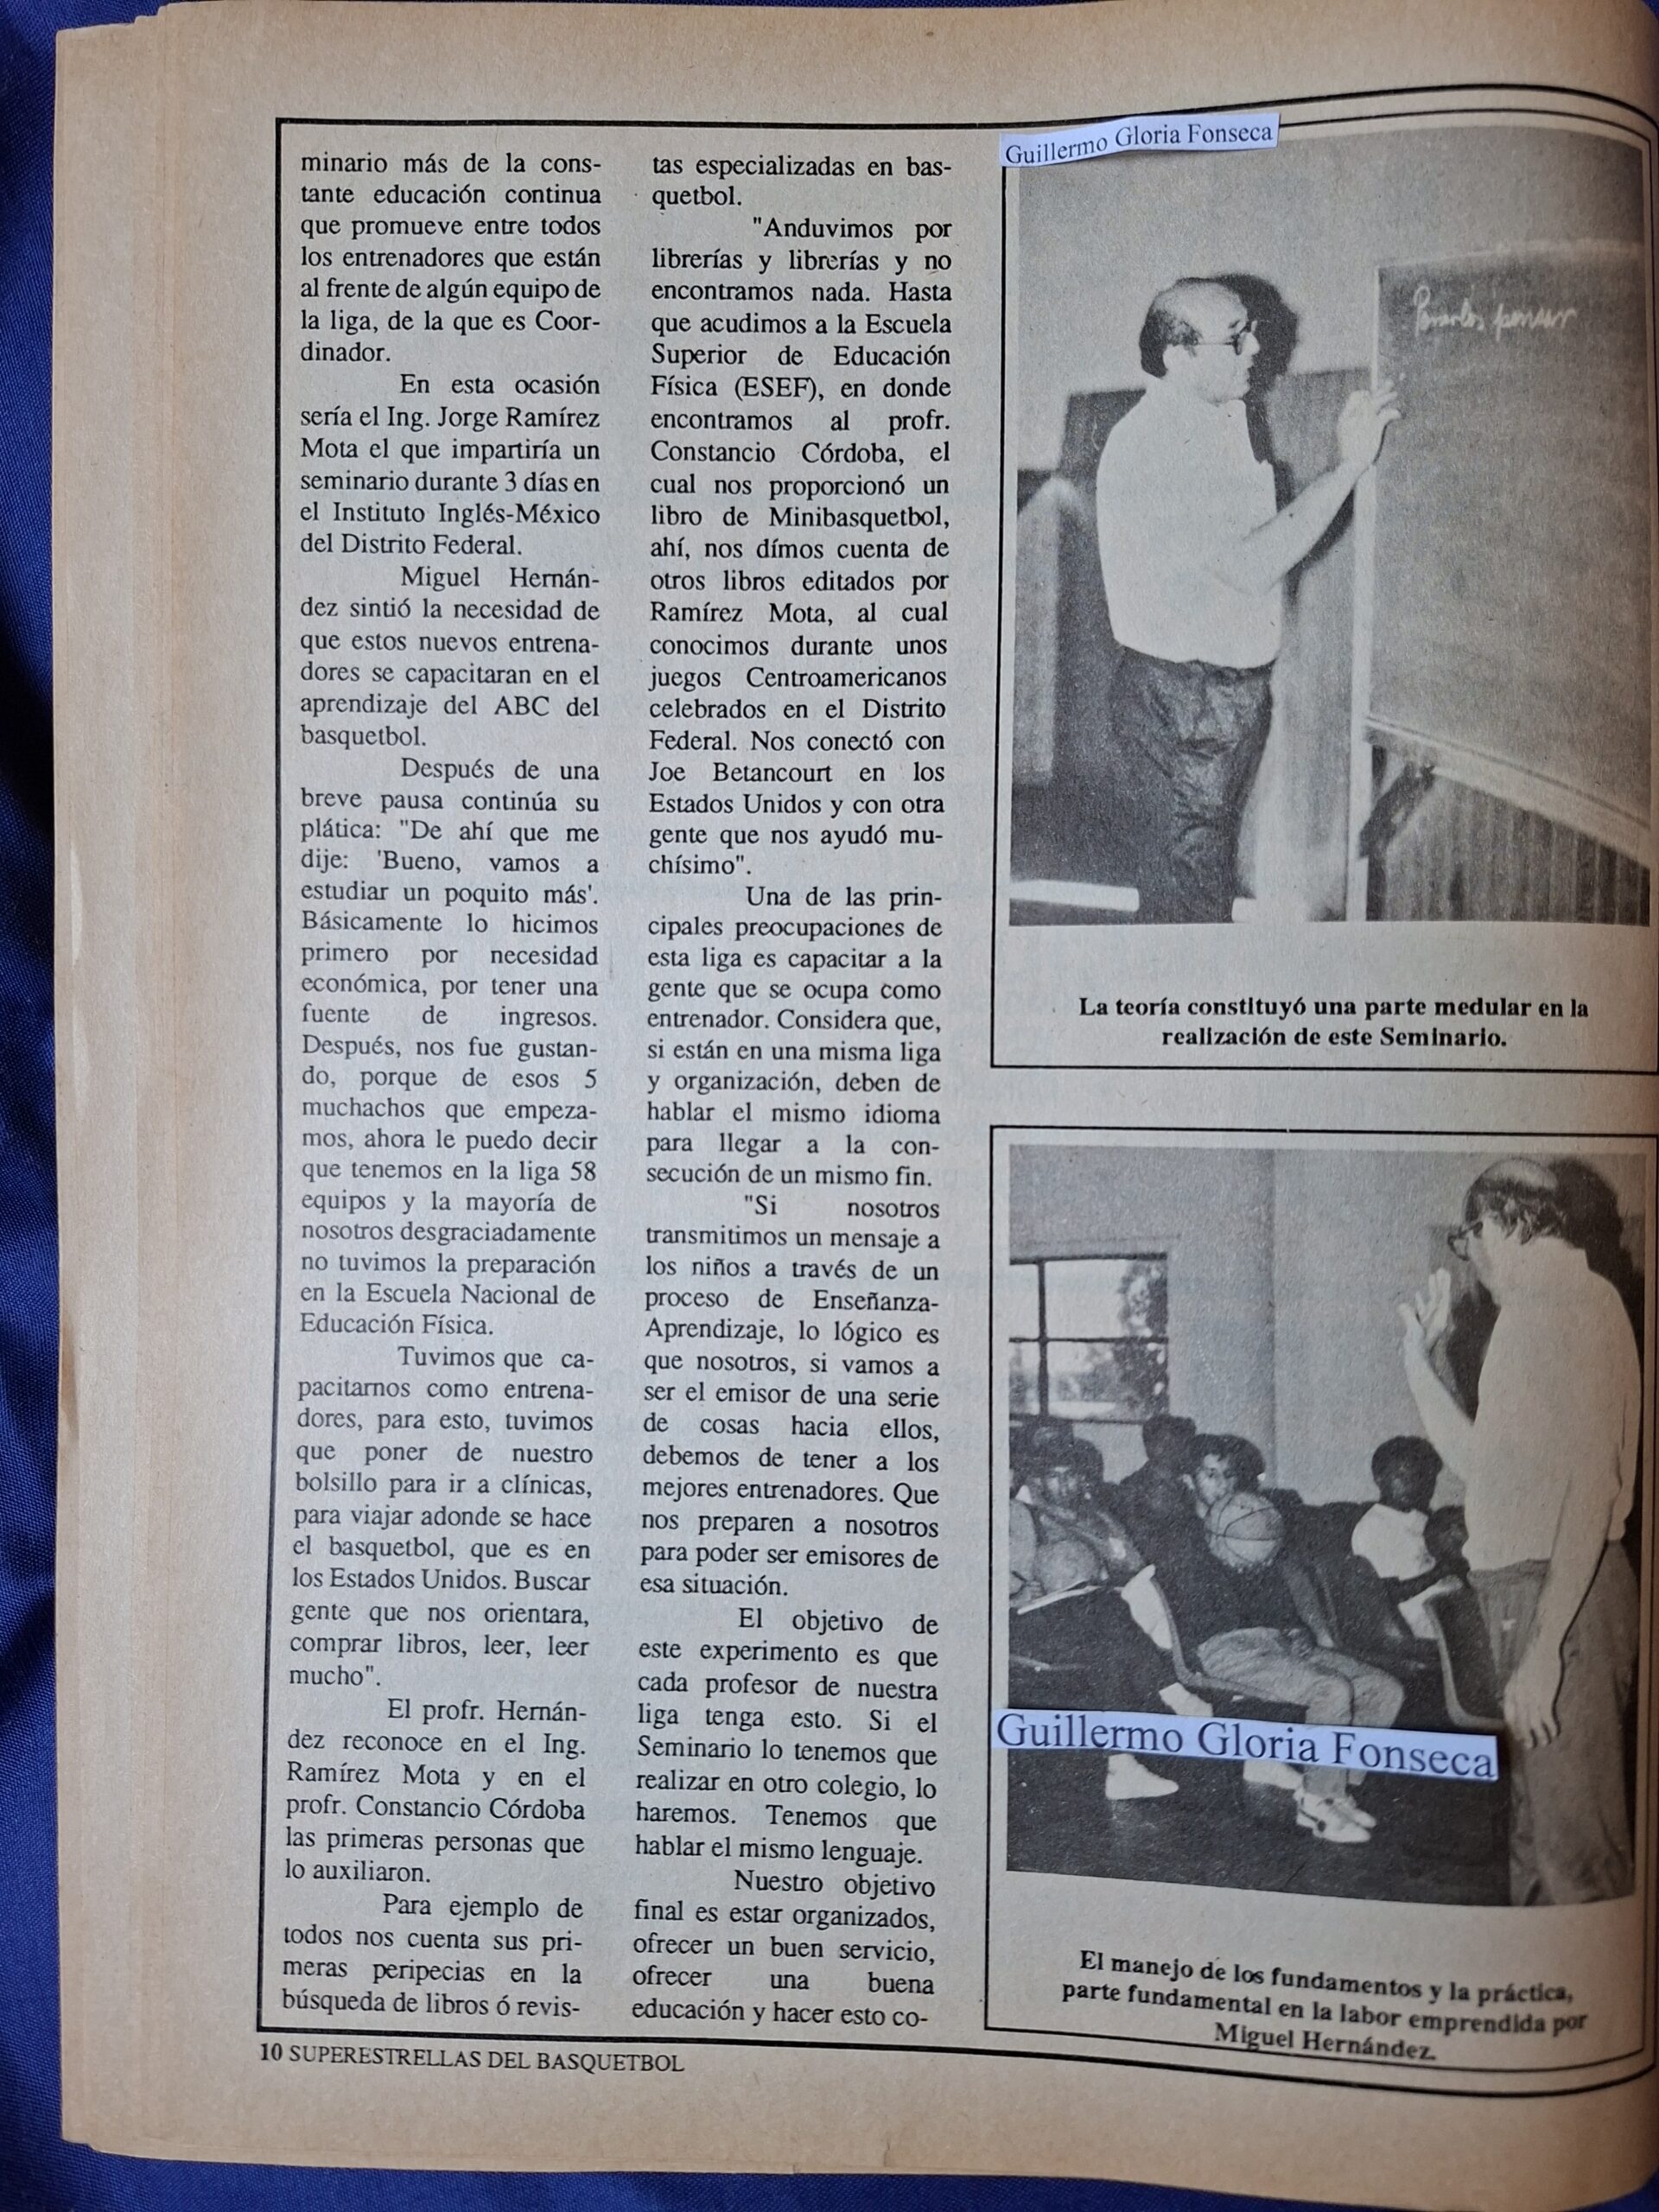 minario más de la cons-
tante educación continua
que promueve entre todos
los entrenadores que están
al frente de algún equipo de
la liga, de la que es Coor-
dinador.
En esta ocasión
sería el Ing. Jorge Ramírez
Mota el que impartiría un
seminario durante 3 días en
el Instituto Inglés-México
del Distrito Federal.
Miguel Hernán-
dez sintió la necesidad de
que estos nuevos entrena-
dores se capacitaran en el
aprendizaje del ABC del
basquetbol.
Después de una
breve pausa continúa su
plática: "De ahí que me
dije: 'Bueno, vamos a
estudiar un poquito más'.
Básicamente lo hicimos
primero por necesidad
económica, por tener una
fuente de ingresos.
Después, nos fue gustan-
do, porque de esos 5
muchachos que empeza-
mos, ahora le puedo decir
que tenemos en la liga 58
equipos y la mayoría de
nosotros desgraciadamente
no tuvimos la preparación
en la Escuela Nacional de
Educación Física.
Tuvimos que ca-
pacitarnos como entrena-
dores, para esto, tuvimos
que poner de nuestro
bolsillo para ir a clínicas,
para viajar adonde se hace
el basquetbol, que es en
los Estados Unidos. Buscar
gente que nos orientara,
comprar libros, leer, leer
mucho".
El profr. Hernán-
dez reconoce en el Ing.
Ramírez Mota y en el
profr. Constancio Córdoba
las primeras personas que
lo auxiliaron.
Para ejemplo de
todos nos cuenta sus pri-
meras peripecias en la
búsqueda de libros ó revis-
tas especializadas en bas-
quetbol.
"Anduvimos por
librerías y librerías y no
encontramos nada. Hasta
que acudimos a la Escuela
Superior de Educación
Física (ESEF), en donde
encontramos al profr.
Constancio Córdoba, el
cual nos proporcionó un
libro de Minibasquetbol,
ahí, nos dímos cuenta de
otros libros editados por
Ramírez Mota, al cual
conocimos durante unos
juegos Centroamericanos
celebrados en el Distrito
Federal. Nos conectó con
Joe Betancourt en los
Estados Unidos y con otra
gente que nos ayudó mu-
chísimo".
Una de las prin-
cipales preocupaciones de
esta liga es capacitar a la
gente que se ocupa como
entrenador. Considera que,
si están en una misma liga
y organización, deben de
hablar el mismo idioma
para llegar a la con-
secución de un mismo fin.
"Si nosotros
transmitimos un mensaje a
los niños a través de un
proceso de Enseñanza-
Aprendizaje, lo lógico es
que nosotros, si vamos a
ser el emisor de una serie
de cosas hacia ellos,
debemos de tener a los
mejores entrenadores. Que
nos preparen a nosotros
para poder ser emisores de
esa situación.
El objetivo de
este experimento es que
cada profesor de nuestra
liga tenga esto. Si el
Seminario lo tenemos que
realizar en otro colegio, lo
haremos. Tenemos que
hablar el mismo lenguaje.
Nuestro objetivo
final es estar organizados,
ofrecer un buen servicio,
ofrecer una buena
educación y hacer esto co-
Guillermo Gloria Fonseca
La teoría constituyó una parte medular en la
realización de este Seminario.
Guillermo Gloria Fonseca
El manejo de los fundamentos y la práctica,
parte fundamental en la labor emprendida por
Miguel Hernández.
10 SUPERESTRELLAS DEL BASQUETBOL